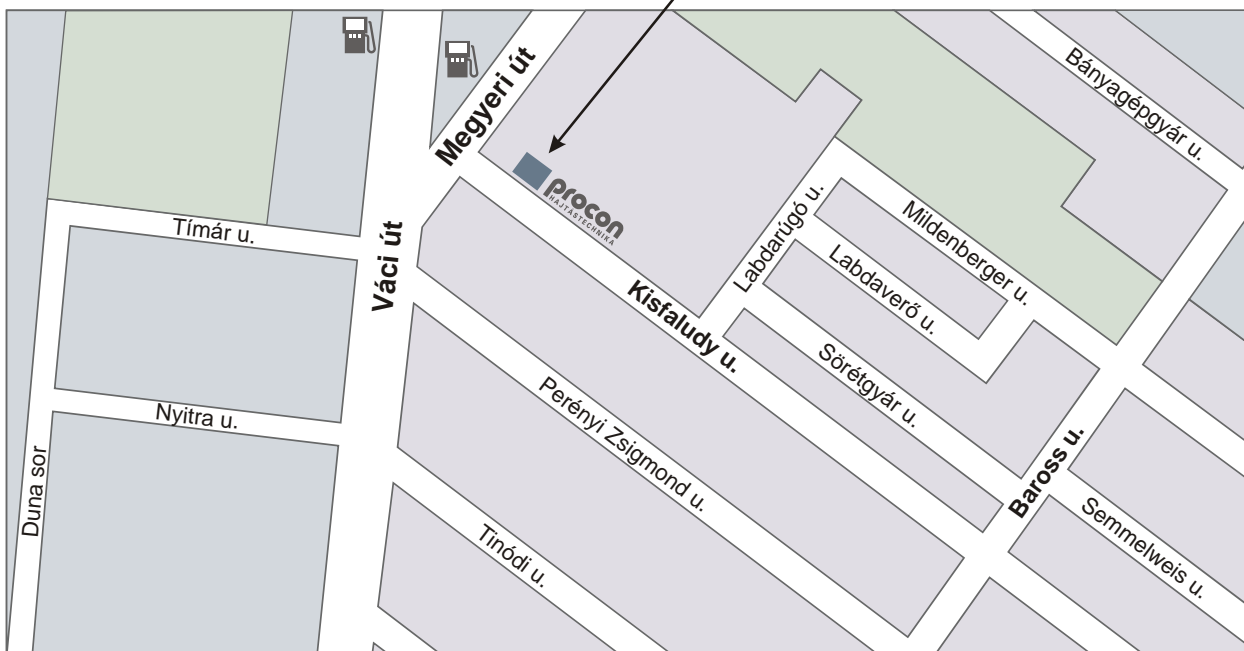 Megyeri út
Bányagépgyár u.
procon
HAJTÁSTECHNIKA
Tímár u.
Váci út
Labdarúgó u.
Mildenberger u.
Labdaverő u.
Kisfaludy u.
Sörétgyár u.
Perényi Zsigmond u.
Nyitra u.
Duna sor
Baross u.
Tinódi u.
Semmelweis u.